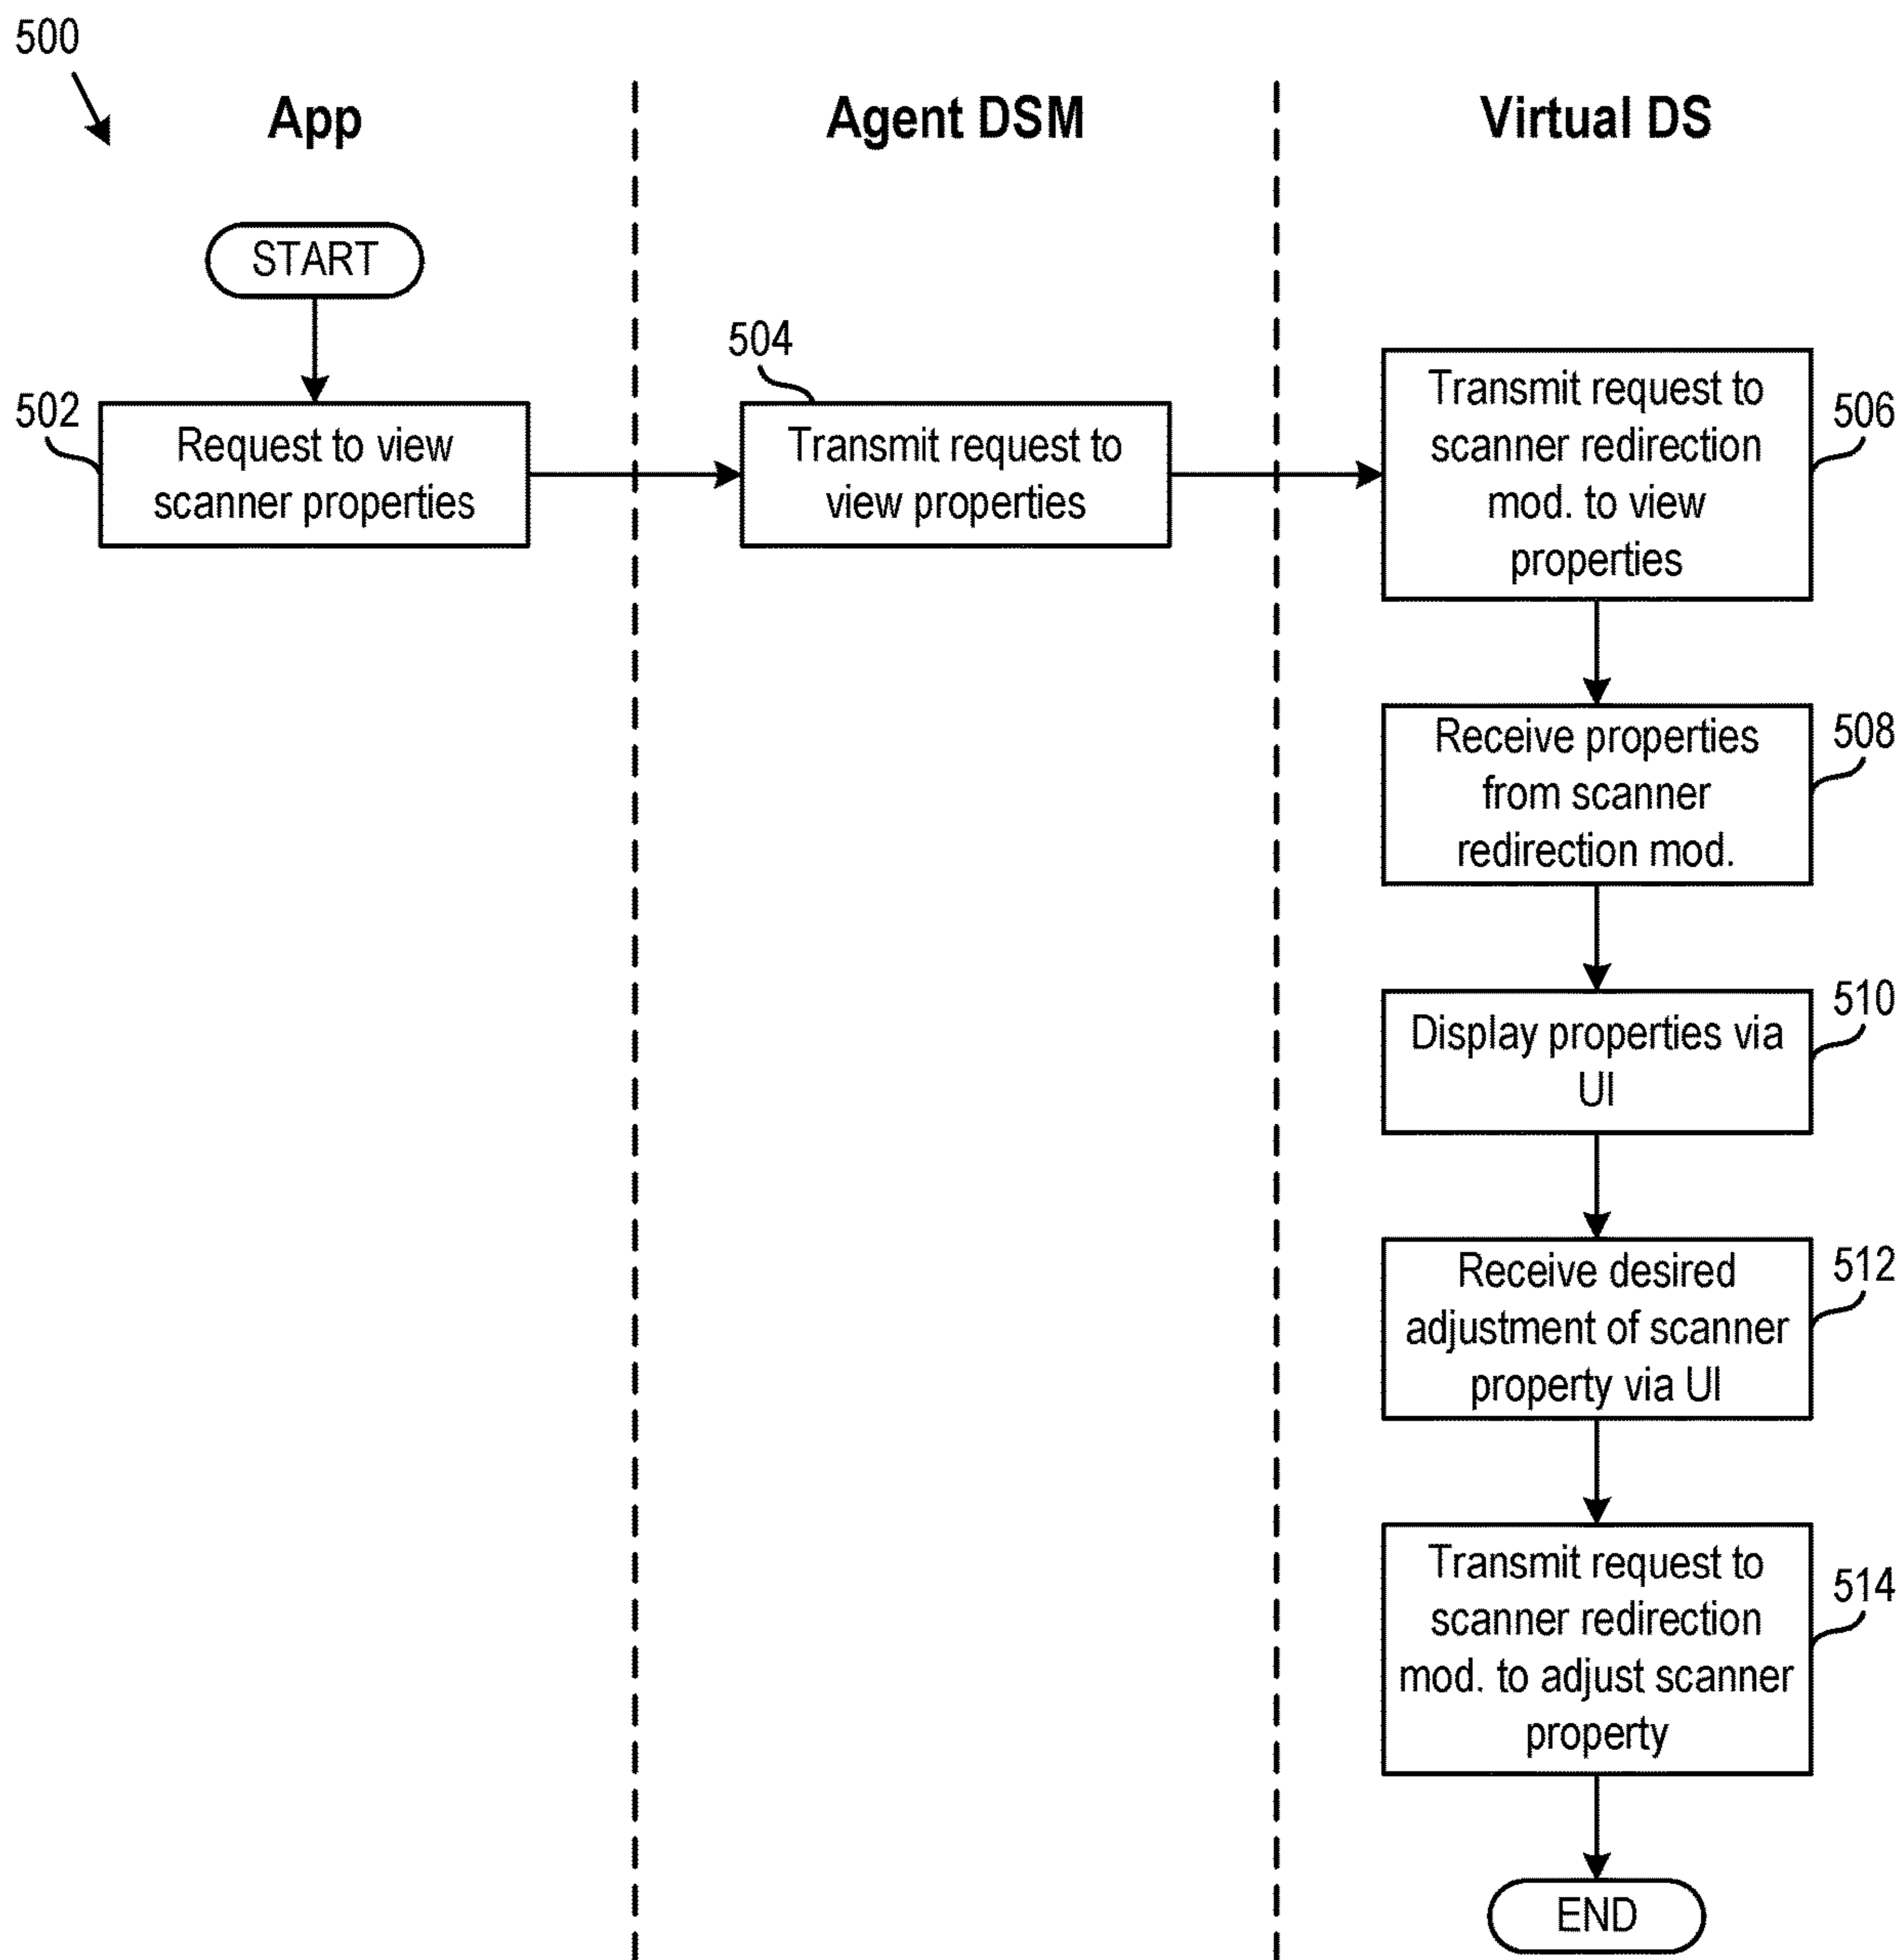 500
App
Agent DSM
Virtual DS
START
502
Request to view
scanner properties
504
Transmit request to
view properties
506
Transmit request to
scanner redirection
mod. to view
properties
508
Receive properties
from scanner
redirection mod.
510
Display properties via
UI
512
Receive desired
adjustment of scanner
property via UI
514
Transmit request to
scanner redirection
mod. to adjust scanner
property
END